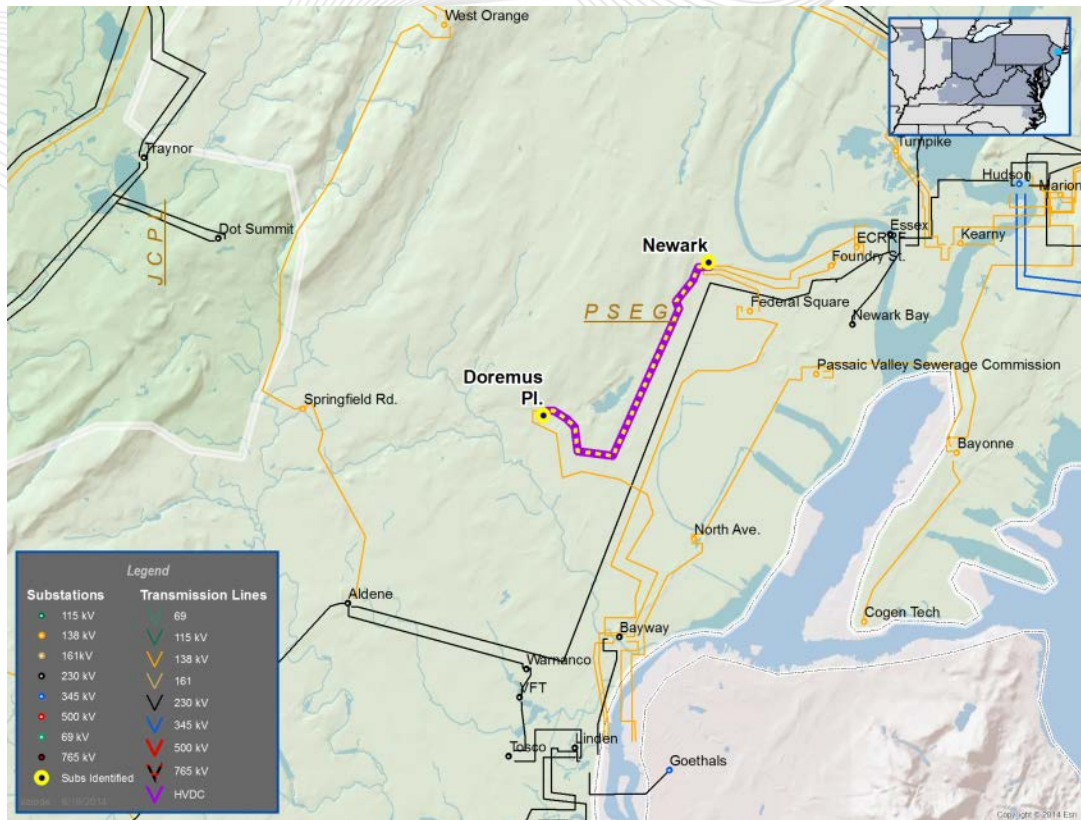 West Orange
Traynor
Dot Summit
JCPL
Turnpike
Hudson
Marion
Essex
ECRRF
Kearny
Newark
Foundry St.
PSEG
Federal Square
Newark Bay
Passaic Valley Sewerage Commission
Doremus
Pl.
Springfield Rd.
Bayonne
North Ave.
Aldene
Cogen Tech
Bayway
Warinanco
VFT
Tosco
Linden
Goethals
Legend
Substations
115 kV
138 kV
161kV
230 kV
345 kV
500 kV
69 kV
765 kV
Subs Identified
Transmission Lines
69
115 kV
138 kV
161
230 kV
345 kV
500 kV
765 kV
HVDC
6/19/2014
Copyright © 2014 Esri